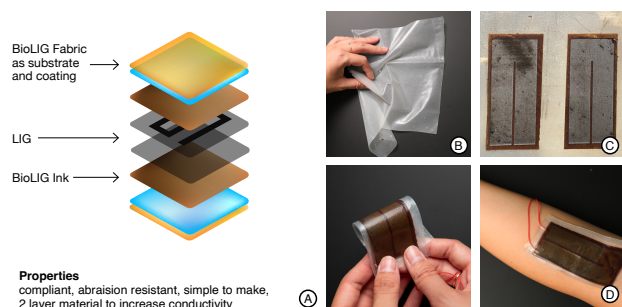 BioLIG Fabric
as substrate
and coating
LIG
BioLIG Ink
Properties
compliant, abraision resistant, simple to make,
2 layer material to increase conductivity
A
B
C
D